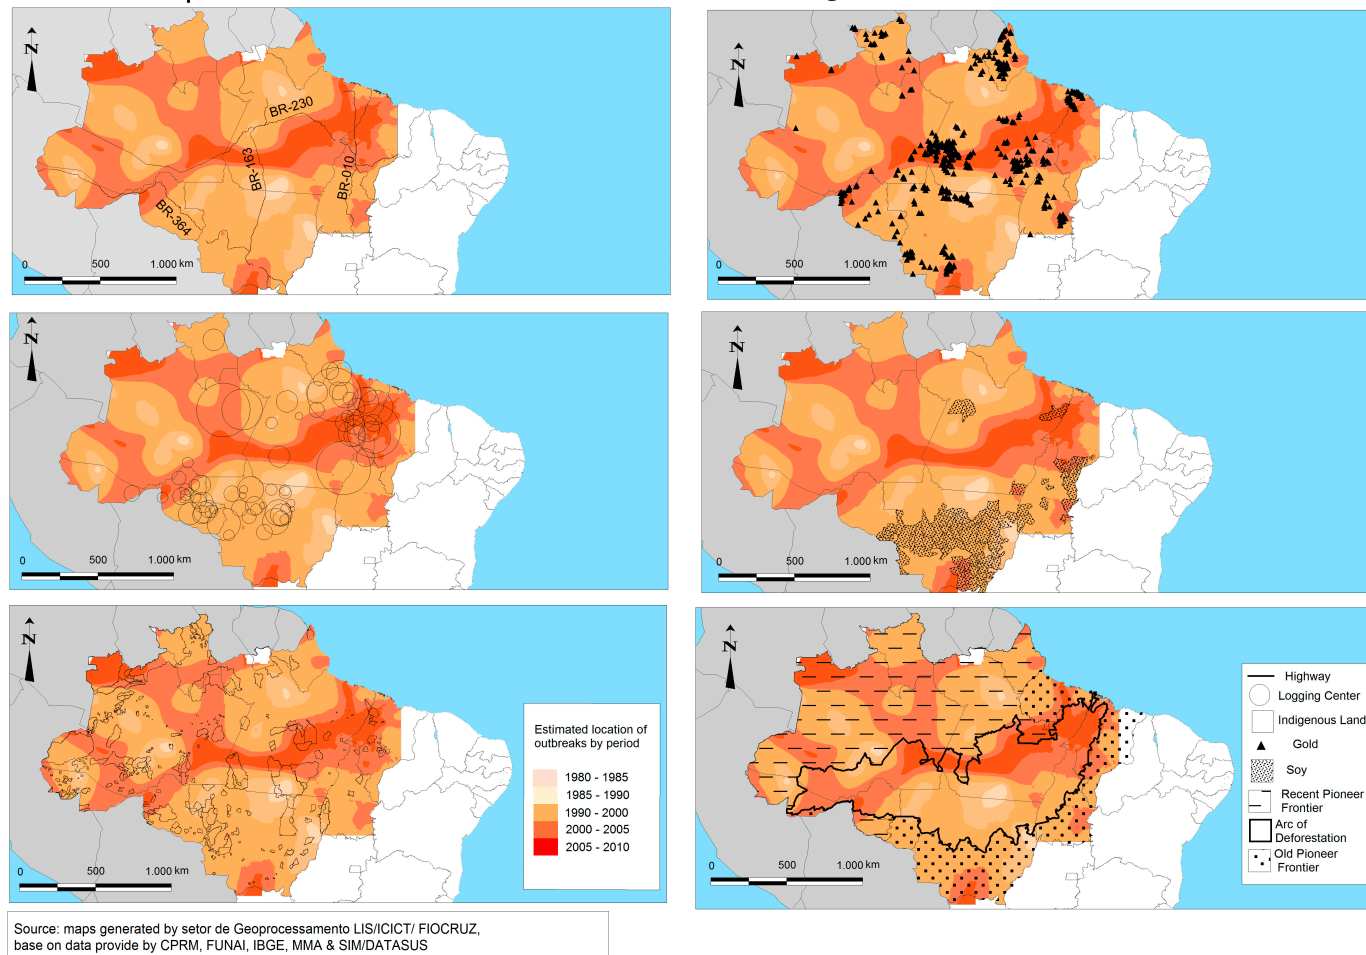 N
BR-230
BR-163
BR-010
BR-364
0 500 1.000 km
N
0 500 1.000 km
N
0 500 1.000 km
N
0 500 1.000 km
N
0 500 1.000 km
Estimated location of
outbreaks by period
1980 - 1985
1985 - 1990
1990 - 2000
2000 - 2005
2005 - 2010
N
0 500 1.000 km
Highway
Logging Center
Indigenous Land
Gold
Soy
Recent Pioneer
Frontier
Arc of
Deforestation
Old Pioneer
Frontier
Source: maps generated by setor de Geoprocessamento LIS/ICICT/ FIOCRUZ,
base on data provide by CPRM, FUNAI, IBGE, MMA & SIM/DATASUS